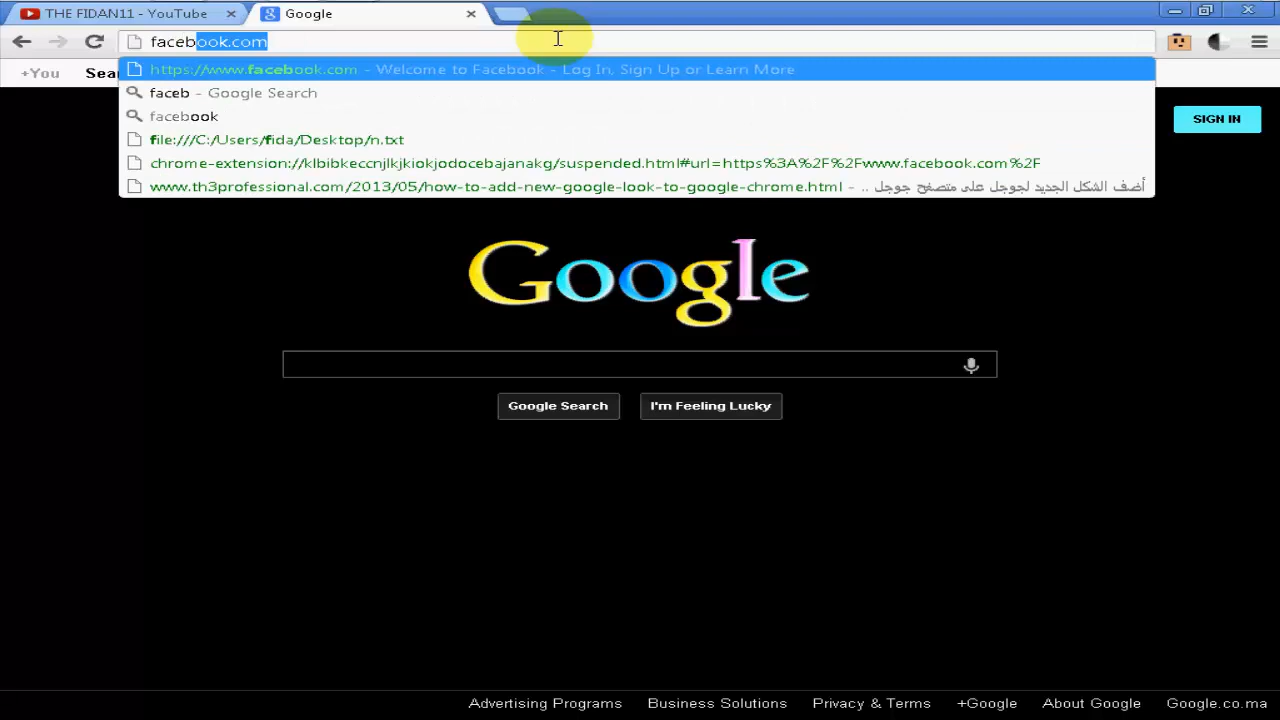 THE FIDAN11 - YouTube
Google
facebook.com
+You
Sea
https://www.facebook.com - Welcome to Facebook - Log In, Sign Up or Learn More
faceb - Google Search
facebook
file:///C:/Users/fida/Desktop/n.txt
chrome-extension://klbibkeccnjlkjkiokjodocebajanakg/suspended.html#url=https%3A%2F%2Fwww.facebook.com%2F
www.th3professional.com/2013/05/how-to-add-new-google-look-to-google-chrome.html - أضف الشكل الجديد لجوجل على متصفح جوجل ..
SIGN IN
Google
Google Search
I'm Feeling Lucky
Advertising Programs
Business Solutions
Privacy & Terms
+Google
About Google
Google.co.ma